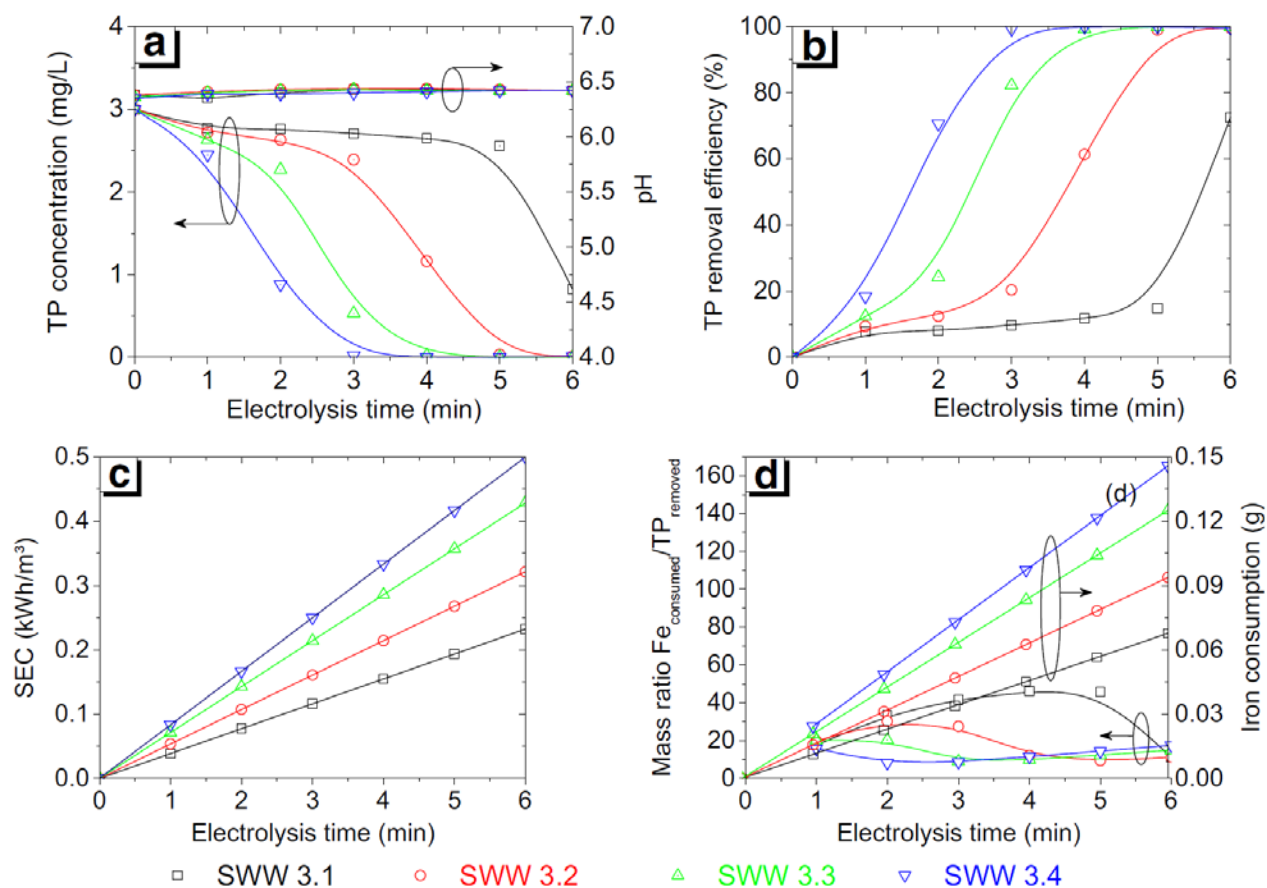 a
TP concentration (mg/L)
4
3
2
1
0
7.0
6.5
6.0
5.5
5.0
4.5
4.0
pH
0 1 2 3 4 5 6
Electrolysis time (min)
b
TP removal efficiency (%)
100
80
60
40
20
0
0 1 2 3 4 5 6
Electrolysis time (min)
c
SEC (kWh/m³)
0.5
0.4
0.3
0.2
0.1
0.0
0 1 2 3 4 5 6
Electrolysis time (min)
d
(d)
Mass ratio Fe consumed/TP removed
160
140
120
100
80
60
40
20
0
0.15
0.12
0.09
0.06
0.03
0.00
Iron consumption (g)
0 1 2 3 4 5 6
Electrolysis time (min)
SWW 3.1 SWW 3.2 SWW 3.3 SWW 3.4